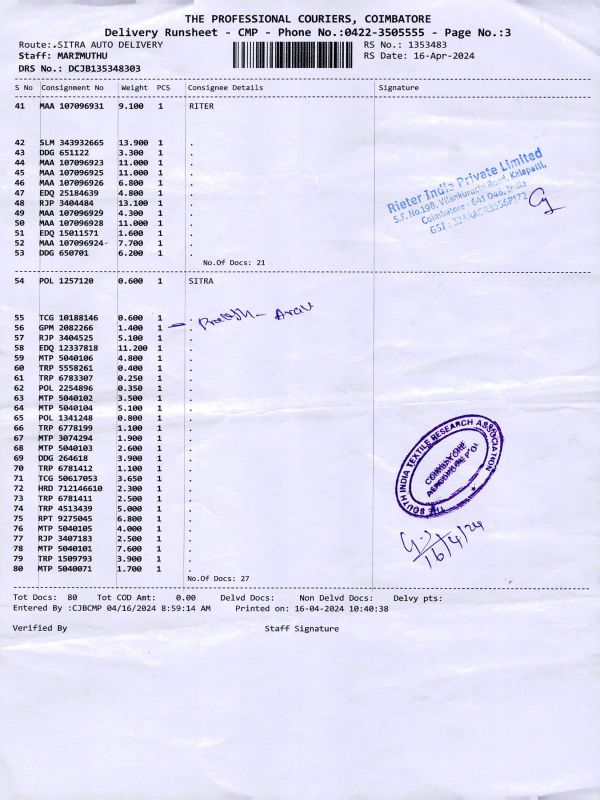 THE PROFESSIONAL COURIERS, COIMBATORE
Delivery Runsheet - CMP - Phone No.:0422-3505555 - Page No.:3
Route:.SITRA AUTO DELIVERY RS No.: 1353483
Staff: MARIMUTHU RS Date: 16-Apr-2024
DRS No.: DCJB135348303
S No Consignment No Weight PCS Consignee Details Signature
41 MAA 107096931 9.100 1 RITER
42 SLM 343932665 13.900 1 .
43 DDG 651122 3.300 1 .
44 MAA 107096923 11.000 1 .
45 MAA 107096925 11.000 1 .
46 MAA 107096926 6.800 1 .
47 EDQ 25184639 4.800 1 .
48 RJP 3404484 13.100 1 .
49 MAA 107096929 4.300 1 .
50 MAA 107096928 11.000 1 .
51 EDQ 15011571 1.600 1 .
52 MAA 107096924 7.700 1 .
53 DDG 650701 6.200 1 .
Rieter India Private Limited
S.F. No.198, Vilankuruchi Road, Kalapatti,
Coimbatore - 641 048, India
No.Of Docs: 21
54 POL 1257120 0.600 1 SITRA
55 TCG 10188146 0.600 1 .
56 GPM 2082266 1.400 1
57 RJP 3404525 5.100 1 .
58 EDQ 12337818 11.200 1 .
59 MTP 5040106 4.800 1 .
60 TRP 5558261 0.400 1 .
61 TRP 6783307 0.250 1 .
62 POL 2254896 0.350 1 .
63 MTP 5040102 3.500 1 .
64 MTP 5040104 5.100 1 .
65 POL 1341248 0.800 1 .
66 TRP 6778199 1.100 1 .
67 MTP 3074294 1.900 1 .
68 MTP 5040103 2.600 1 .
69 DDG 264618 3.900 1 .
70 TRP 6781412 1.100 1 .
71 TCG 50617053 3.650 1 .
72 HRD 712146610 2.300 1 .
73 TRP 6781411 2.500 1 .
74 TRP 4513439 5.000 1 .
75 RPT 9275045 6.800 1 .
76 MTP 5040105 4.000 1 .
77 RJP 3407183 2.500 1 .
78 MTP 5040101 7.600 1 .
79 TRP 1509793 3.900 1 .
80 MTP 5040071 1.700 1 .
THE SOUTH INDIA TEXTILE RESEARCH ASSOCIATION
COIMBATORE
AERODROME P.O.
16/4/24
No.Of Docs: 27
Tot Docs: 80 Tot COD Amt: 0.00 Delvd Docs: Non Delvd Docs: Delvy pts:
Entered By :CJBCMP 04/16/2024 8:59:14 AM Printed on: 16-04-2024 10:40:38
Verified By Staff Signature